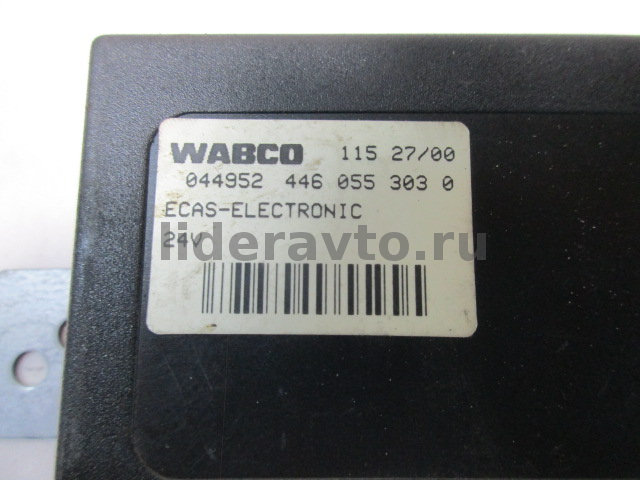 WABCO 115 27/00
044952 446 055 303 0
ECAS-ELECTRONIC
24V
lideravto.ru